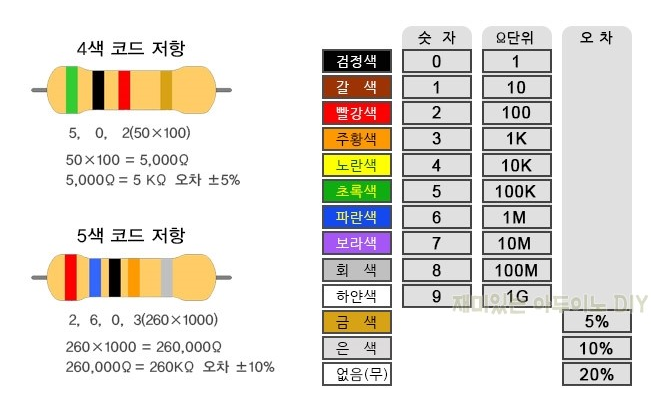 4색 코드 저항
5, 0, 2(50×100)
50×100 = 5,000Ω
5,000Ω = 5 KΩ 오차 ±5%
5색 코드 저항
2, 6, 0, 3(260×1000)
260×1000 = 260,000Ω
260,000Ω = 260KΩ 오차 ±10%
숫 자 Ω단위 오 차
검정색 0 1
갈 색 1 10
빨강색 2 100
주황색 3 1K
노란색 4 10K
초록색 5 100K
파란색 6 1M
보라색 7 10M
회 색 8 100M
하얀색 9 1G
재미있는 아두이노 DIY
금 색 5%
은 색 10%
없음(무) 20%